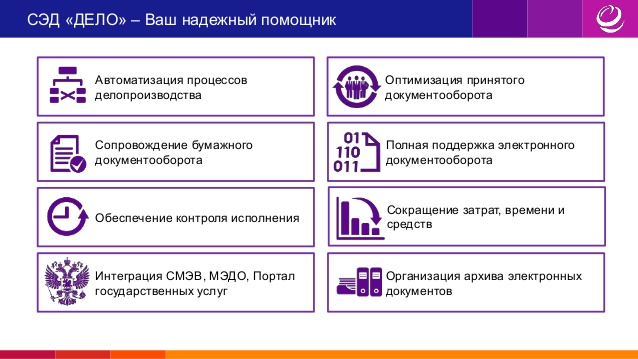 СЭД «ДЕЛО» – Ваш надежный помощник
Автоматизация процессов
делопроизводства
Оптимизация принятого
документооборота
Сопровождение бумажного
документооборота
01
110
011
Полная поддержка электронного
документооборота
Обеспечение контроля исполнения
Сокращение затрат, времени и
средств
Интеграция СМЭВ, МЭДО, Портал
государственных услуг
Организация архива электронных
документов